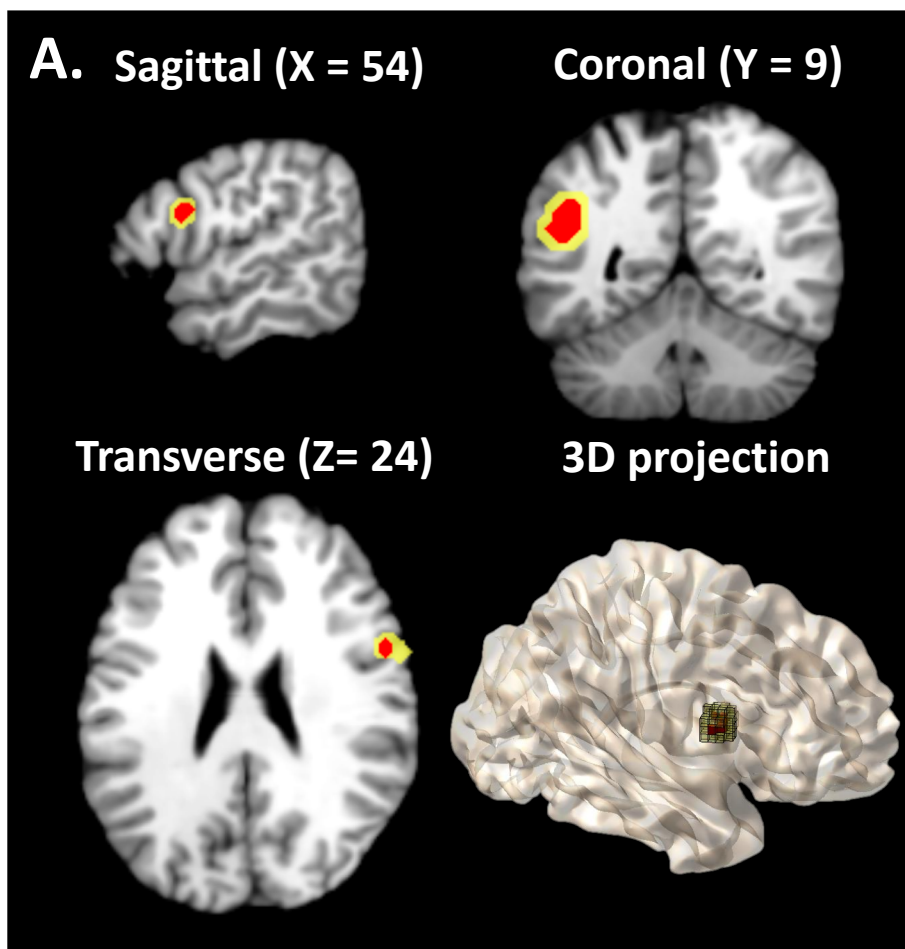 A. Sagittal (X = 54) Coronal (Y = 9)
Transverse (Z= 24) 3D projection